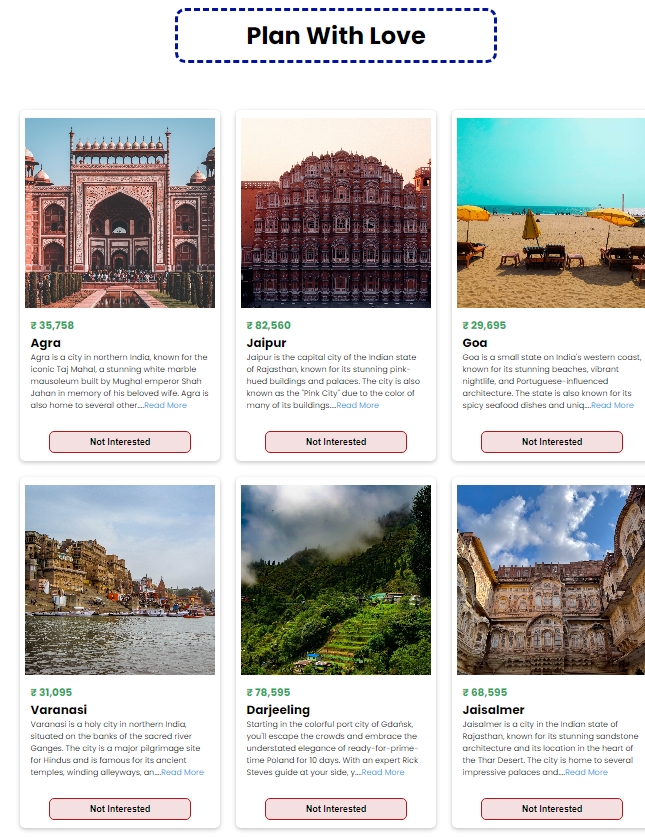 Plan With Love
₹ 35,758
Agra
Agra is a city in northern India, known for the
iconic Taj Mahal, a stunning white marble
mausoleum built by Mughal emperor Shah
Jahan in memory of his beloved wife. Agra is
also home to several other....Read More
Not Interested
₹ 82,560
Jaipur
Jaipur is the capital city of the Indian state
of Rajasthan, known for its stunning pink-
hued buildings and palaces. The city is also
known as the "Pink City" due to the color of
many of its buildings....Read More
Not Interested
₹ 29,695
Goa
Goa is a small state on India's western coast,
known for its stunning beaches, vibrant
nightlife, and Portuguese-influenced
architecture. The state is also known for its
spicy seafood dishes and uniq....Read More
Not Interested
₹ 31,095
Varanasi
Varanasi is a holy city in northern India,
situated on the banks of the sacred river
Ganges. The city is a major pilgrimage site
for Hindus and is famous for its ancient
temples, winding alleyways, an....Read More
Not Interested
₹ 78,595
Darjeeling
Starting in the colorful port city of Gdańsk,
you'll escape the crowds and embrace the
understated elegance of ready-for-prime-
time Poland for 10 days. With an expert Rick
Steves guide at your side, y....Read More
Not Interested
₹ 68,595
Jaisalmer
Jaisalmer is a city in the Indian state of
Rajasthan, known for its stunning sandstone
architecture and its location in the heart of
the Thar Desert. The city is home to several
impressive palaces and....Read More
Not Interested